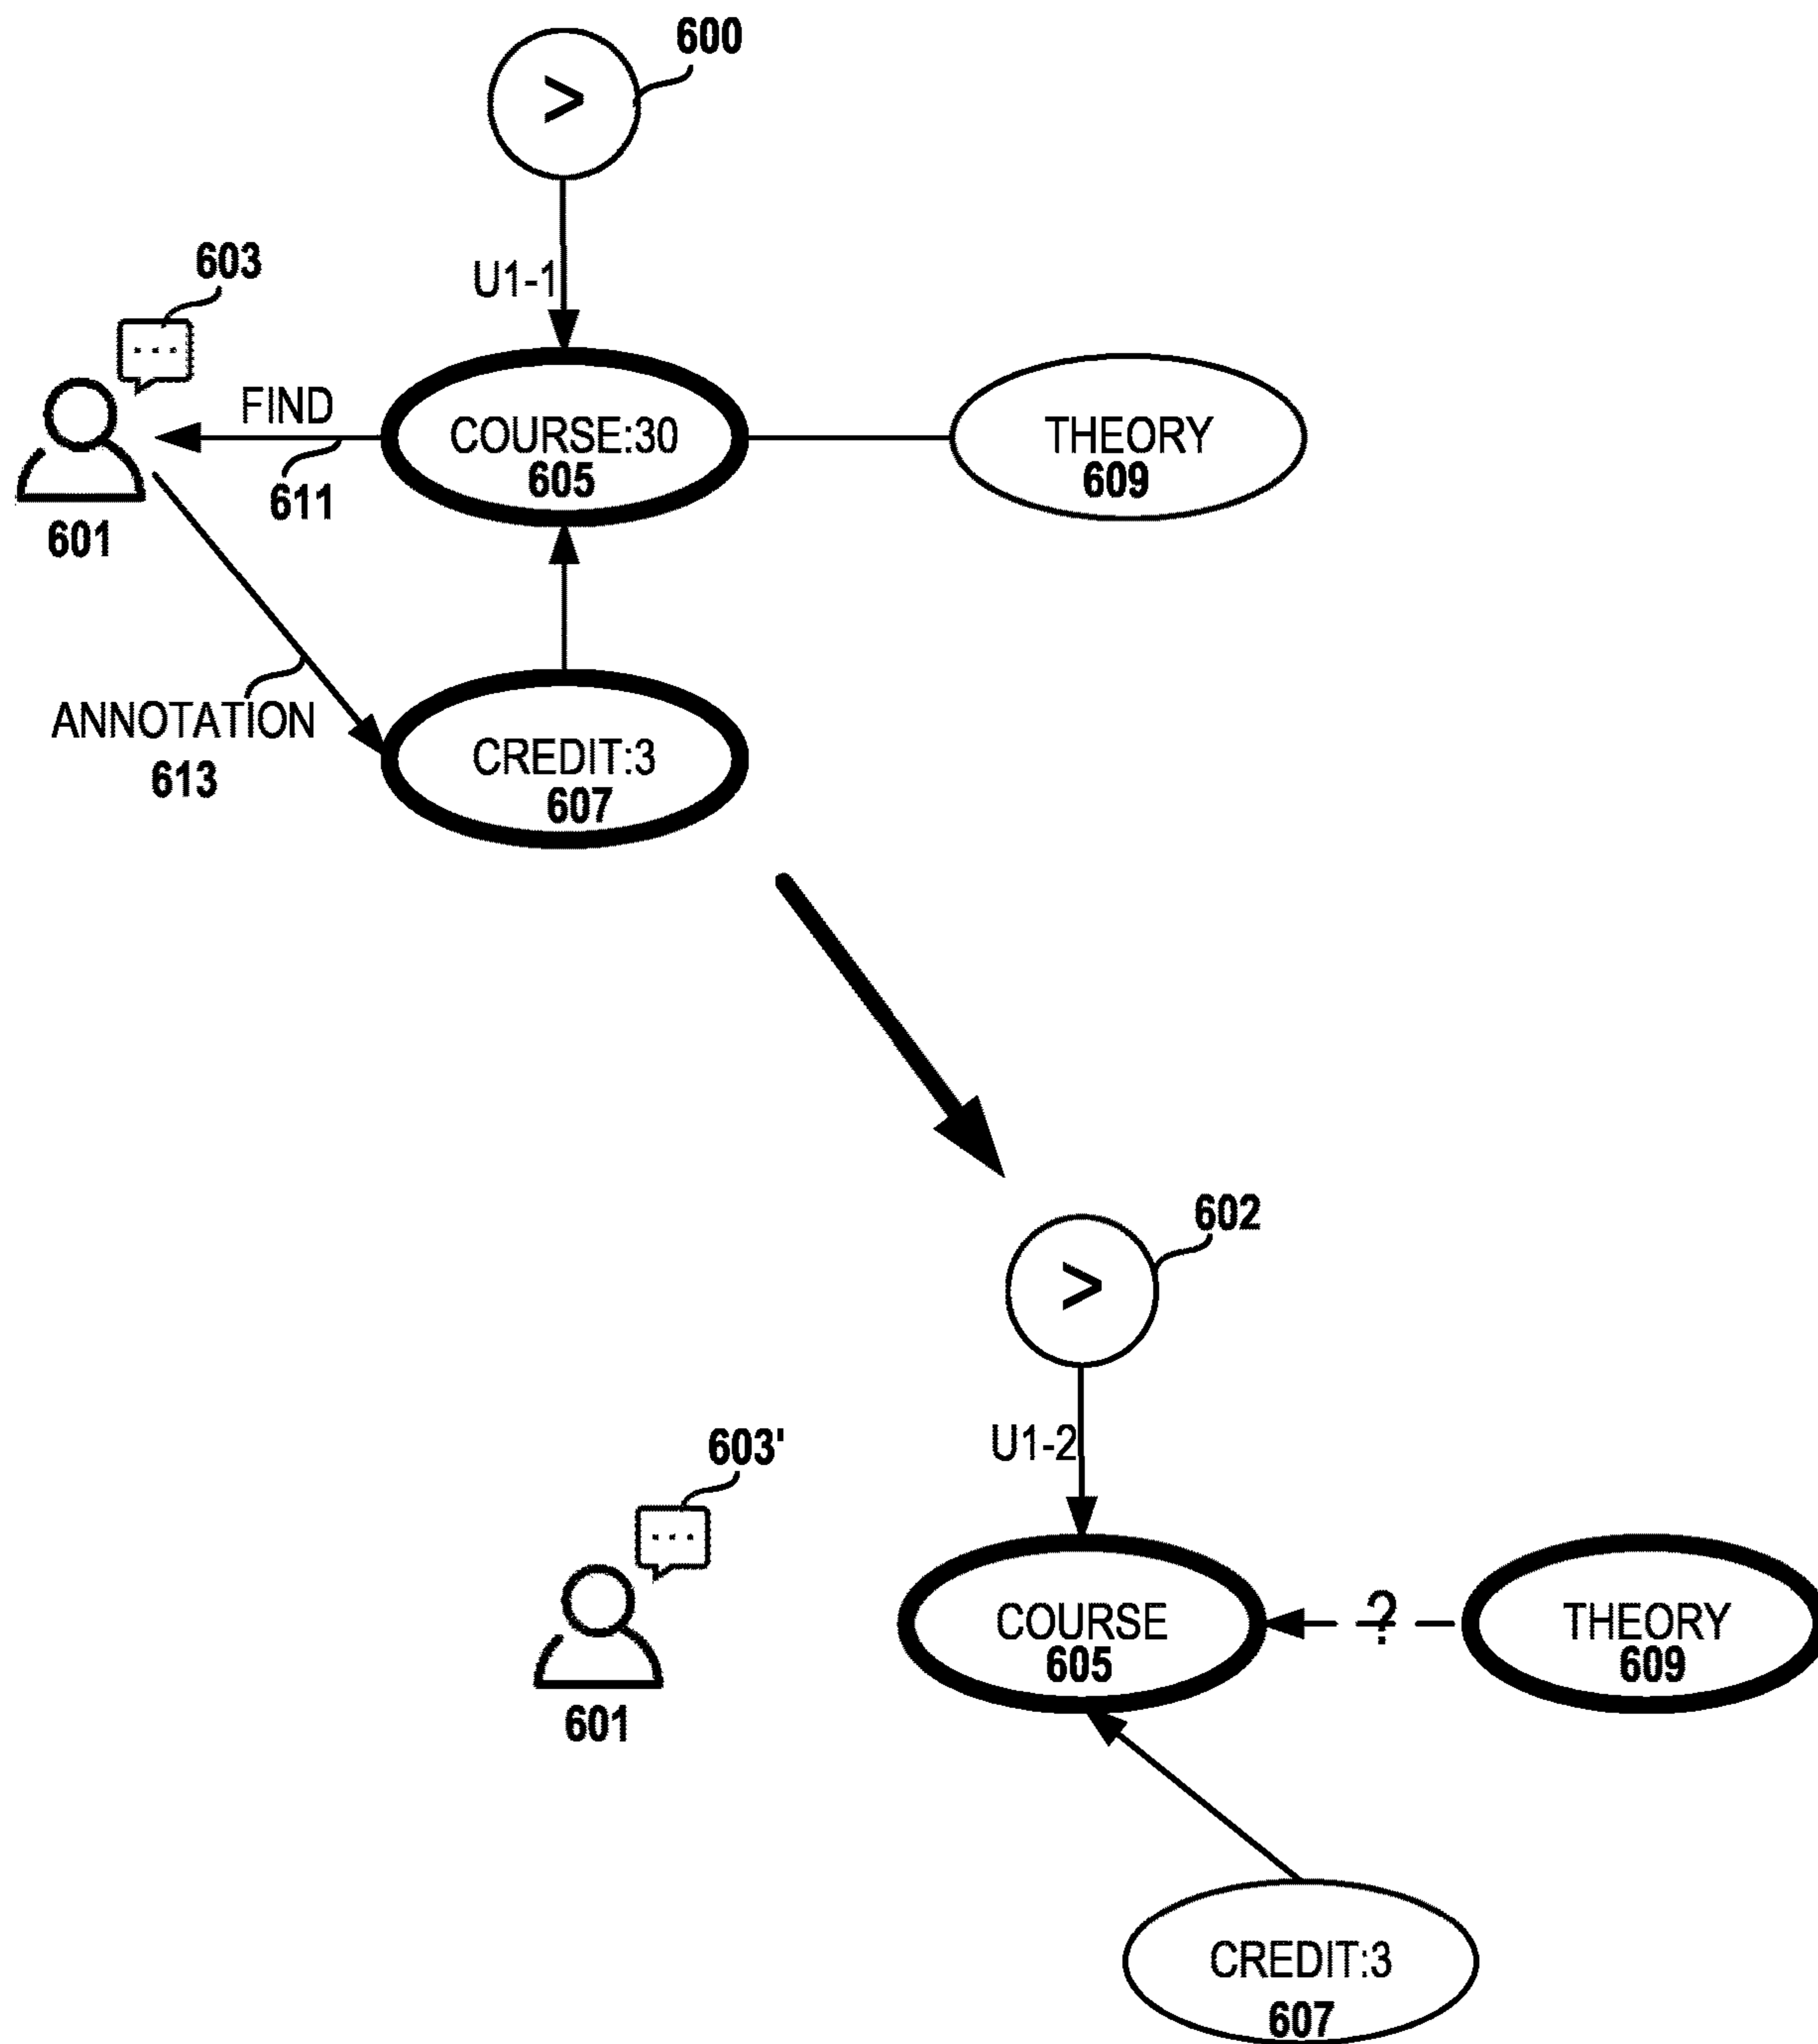 600
>
603
U1-1
FIND
COURSE:30
605
THEORY
609
611
601
ANNOTATION
613
CREDIT:3
607
602
>
603'
U1-2
COURSE
605
?
THEORY
609
601
CREDIT:3
607